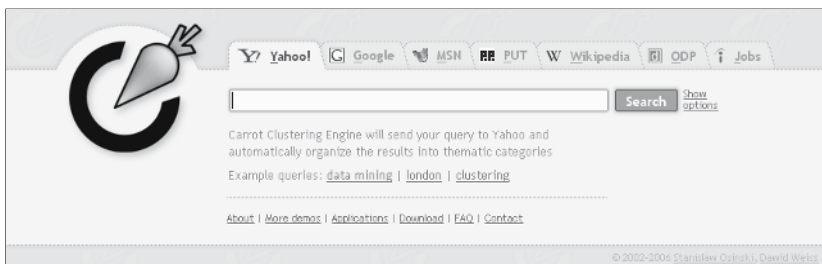 Y? Yahoo! G Google MSN P.P. PUT W Wikipedia ODP Jobs
Search Show options
Carrot Clustering Engine will send your query to Yahoo and
automatically organize the results into thematic categories
Example queries: data mining | london | clustering
About | More demos | Applications | Download | FAQ | Contact
© 2002-2006 Stanislaw Osinski, Dawid Weiss